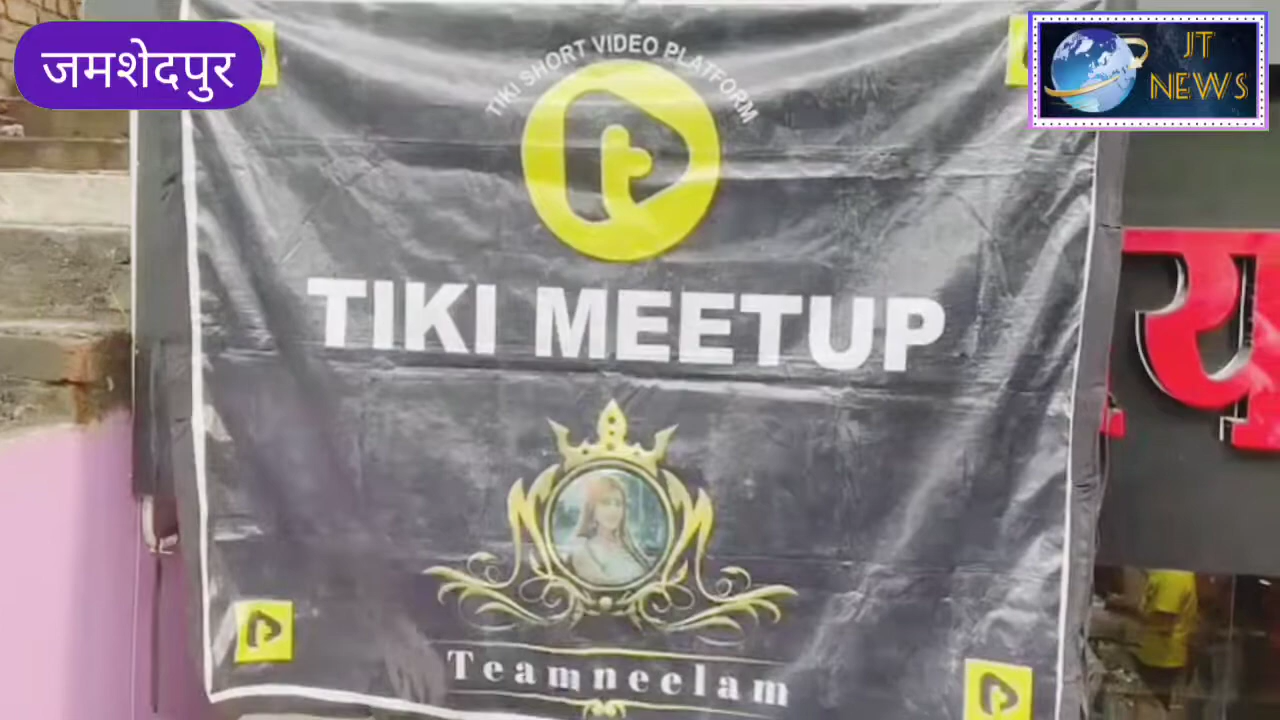 जमशेदपुर
JT
NEWS
TIKI SHORT VIDEO PLATFORM
TIKI MEETUP
Teamneelam